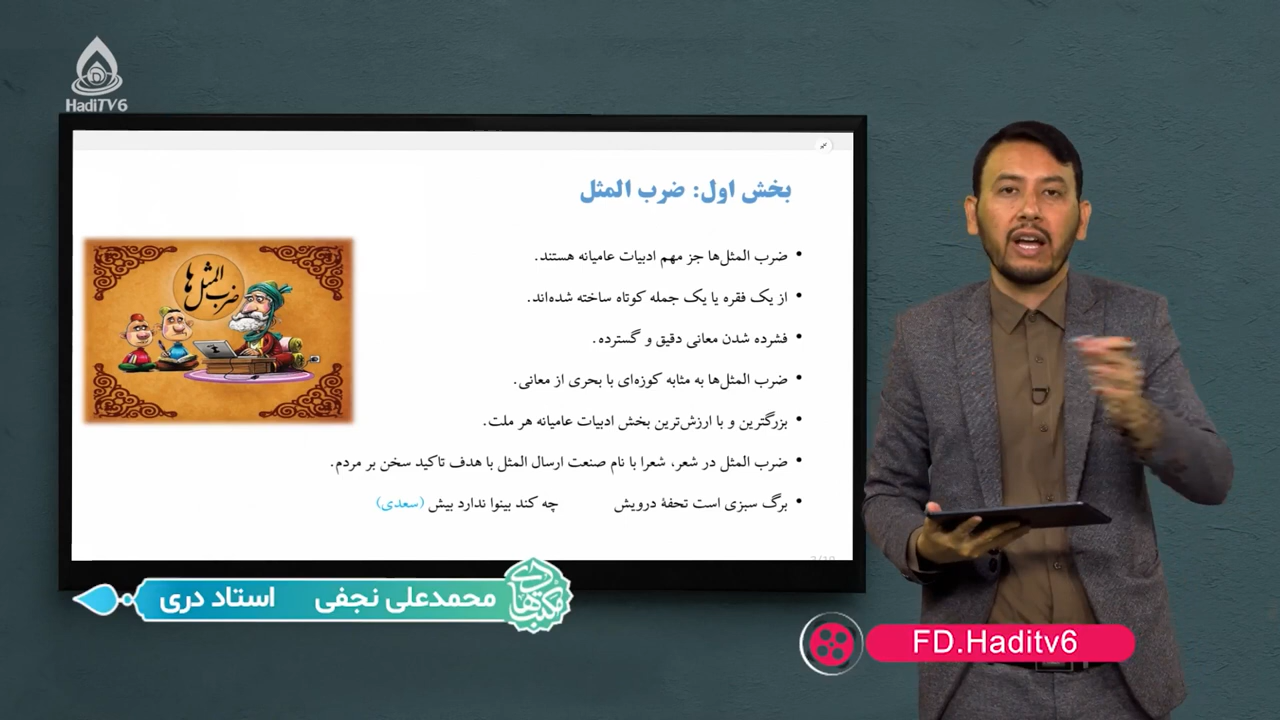 HadiTV6
بخش اول: ضرب المثل
ضرب المثل‌ها
• ضرب المثل‌ها جز مهم ادبیات عامیانه هستند.
• از یک فقره یا یک جمله کوتاه ساخته شده‌اند.
• فشرده شدن معانی دقیق و گسترده.
• ضرب المثل‌ها به مثابه کوزه‌ای با بحری از معانی.
• بزرگترین و با ارزش‌ترین بخش ادبیات عامیانه هر ملت.
• ضرب المثل در شعر، شعرا با نام صنعت ارسال المثل با هدف تاکید سخن بر مردم.
• برگ سبزی است تحفهٔ درویش چه کند بینوا ندارد بیش (سعدی)
مکتب هادی
محمدعلی نجفی استاد دری
FD.Haditv6